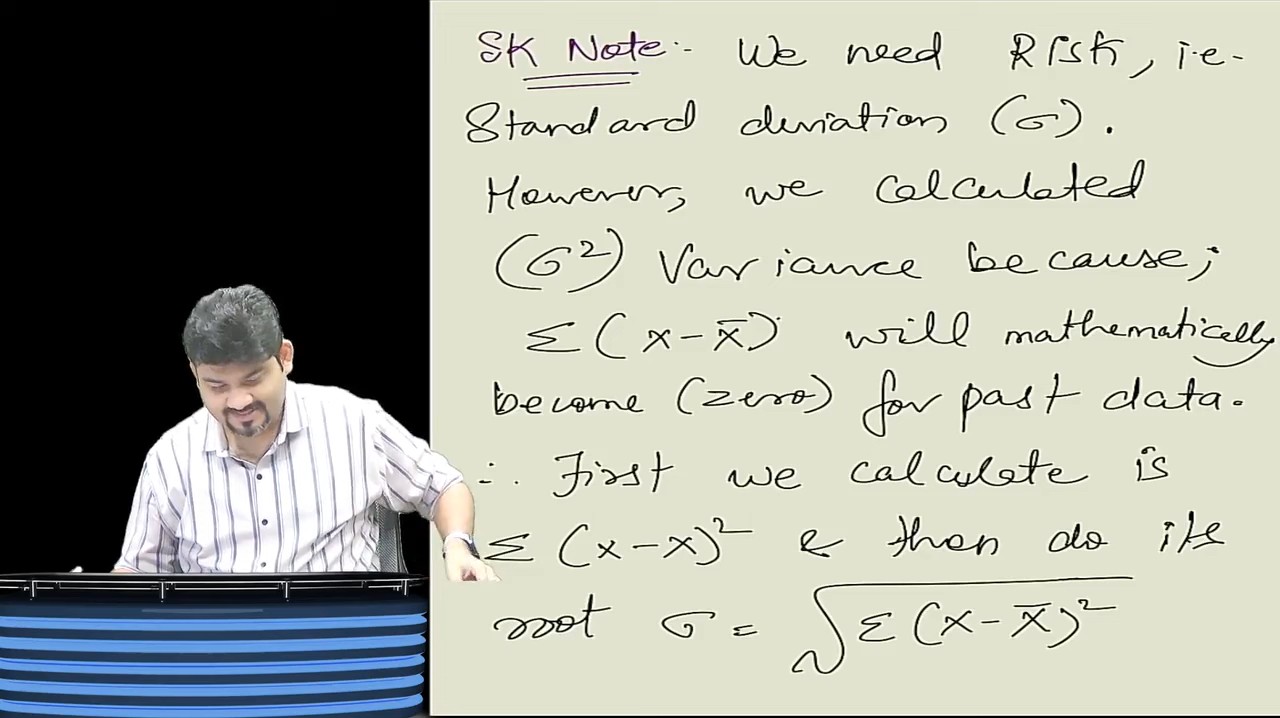 SK Note:- We need Risk, i.e.
Standard deviation (σ).
However, we calculated
(σ²) Variance because;
Σ(x-x̄) will mathematically
become (zero) for past data.
∴ First we calculate is
Σ(x-x)² & then do its
root σ = √Σ(x-x̄)²